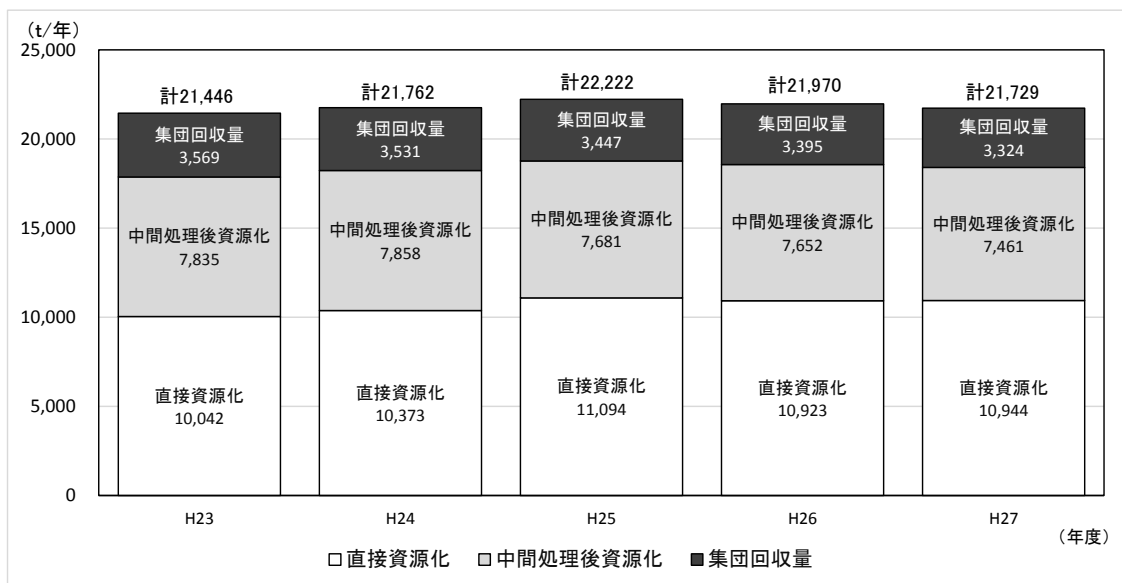 (t/年)
25,000
20,000
15,000
10,000
5,000
0
計21,446
計21,762
計22,222
計21,970
計21,729
集団回収量
3,569
集団回収量
3,531
集団回収量
3,447
集団回収量
3,395
集団回収量
3,324
中間処理後資源化
7,835
中間処理後資源化
7,858
中間処理後資源化
7,681
中間処理後資源化
7,652
中間処理後資源化
7,461
直接資源化
10,042
直接資源化
10,373
直接資源化
11,094
直接資源化
10,923
直接資源化
10,944
H23
H24
H25
H26
H27
(年度)
直接資源化 中間処理後資源化 集団回収量